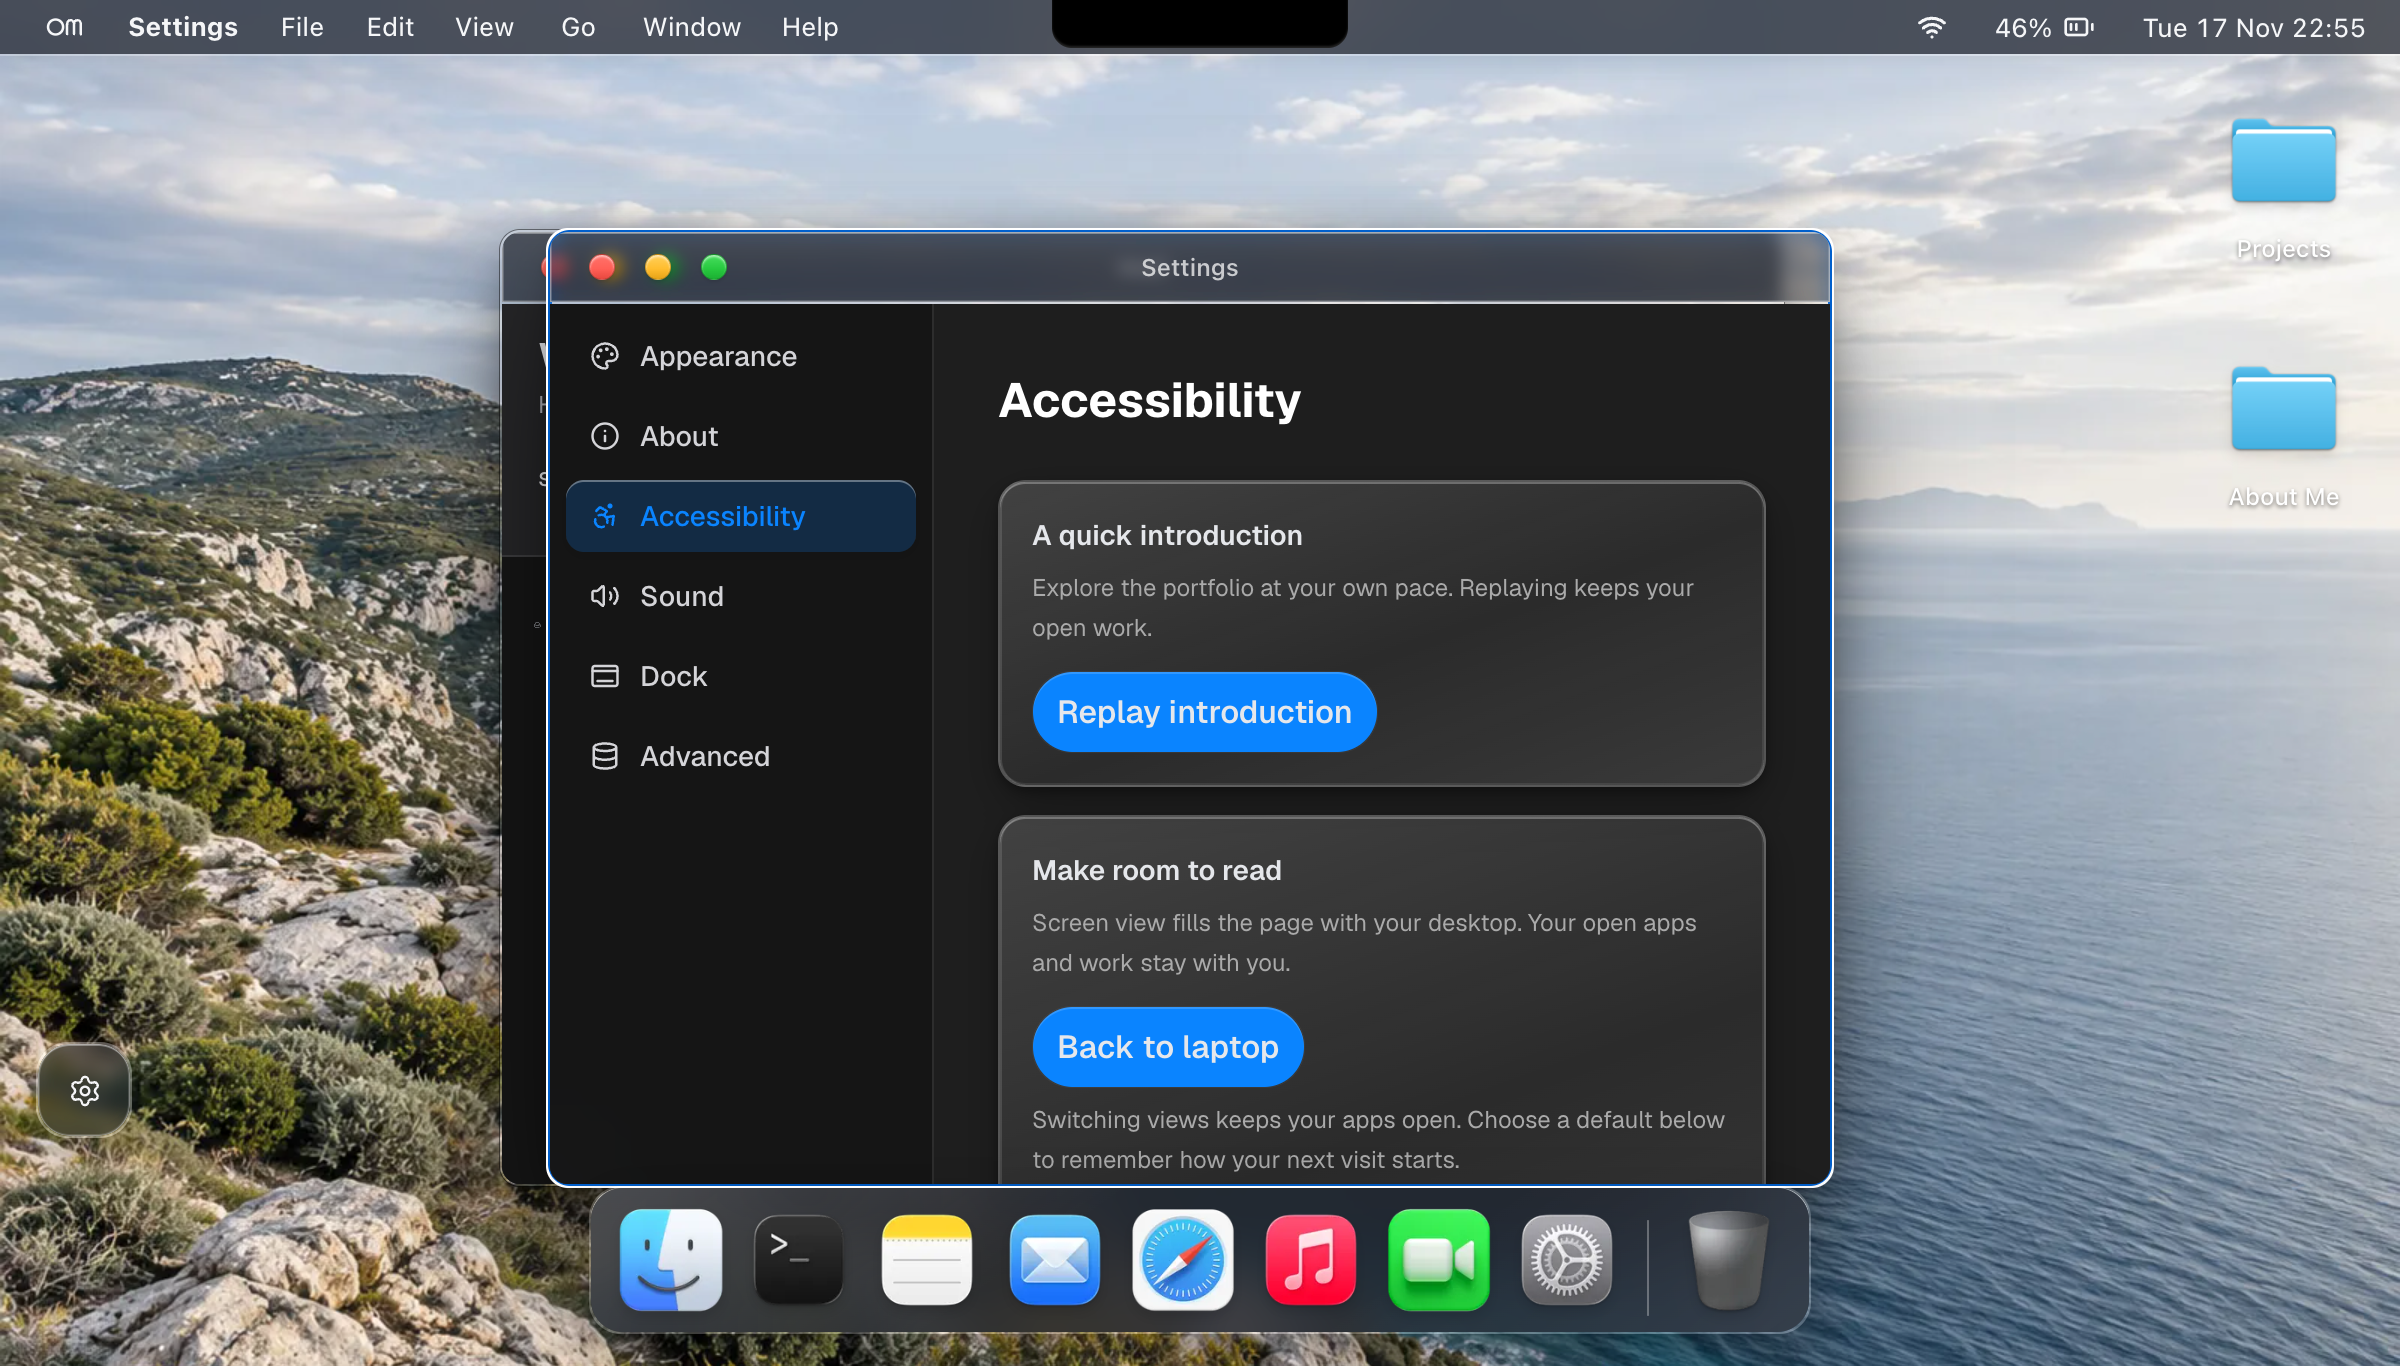 Om Settings File Edit View Go Window Help 46% Tue 17 Nov 22:55
Projects
About Me
Settings
Appearance
About
Accessibility
Sound
Dock
Advanced
Accessibility
A quick introduction
Explore the portfolio at your own pace. Replaying keeps your
open work.
Replay introduction
Make room to read
Screen view fills the page with your desktop. Your open apps
and work stay with you.
Back to laptop
Switching views keeps your apps open. Choose a default below
to remember how your next visit starts.
>_